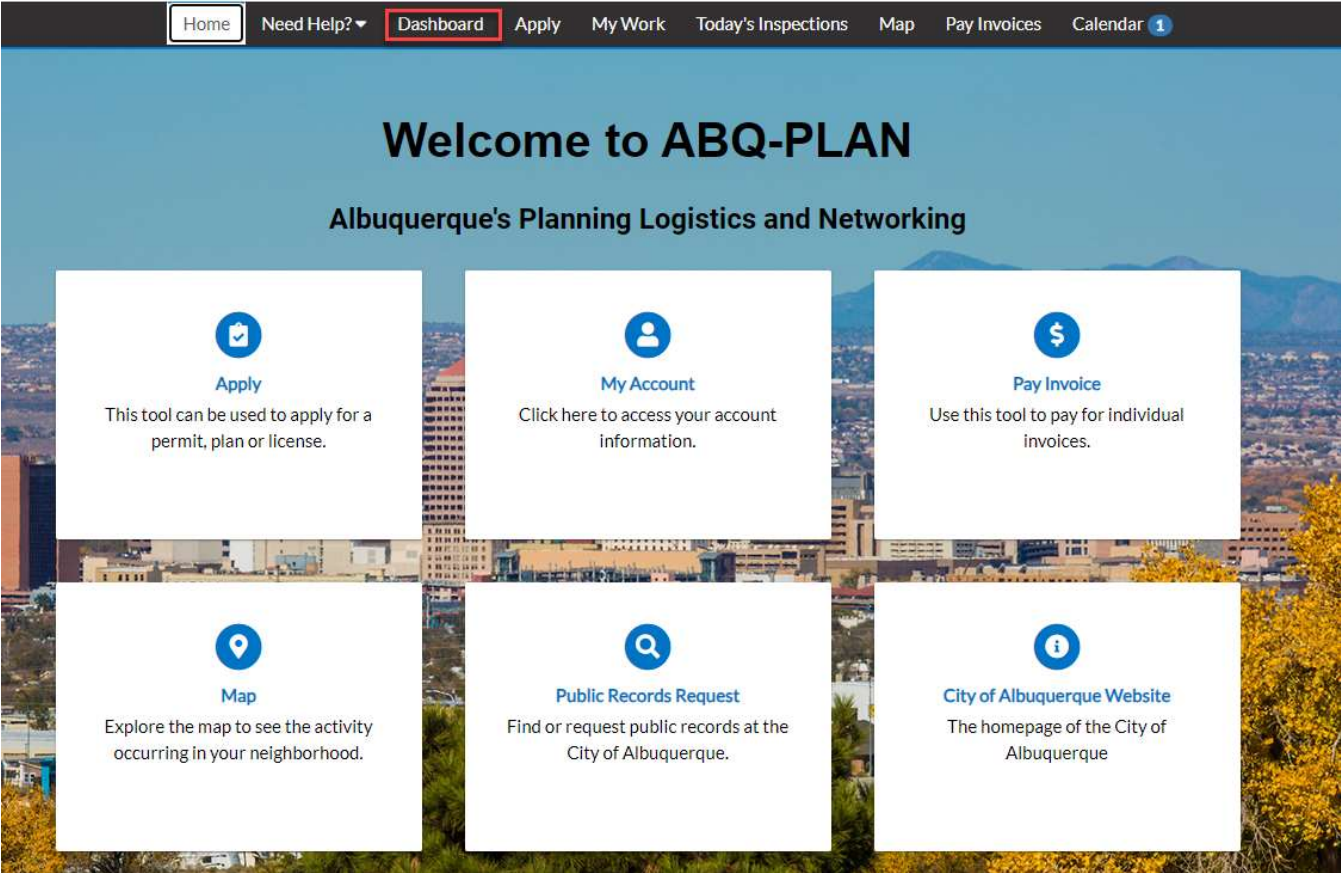 Home Need Help? Dashboard Apply My Work Today's Inspections Map Pay Invoices Calendar 1
Welcome to ABQ-PLAN
Albuquerque's Planning Logistics and Networking
Apply
This tool can be used to apply for a
permit, plan or license.
My Account
Click here to access your account
information.
Pay Invoice
Use this tool to pay for individual
invoices.
Map
Explore the map to see the activity
occurring in your neighborhood.
Public Records Request
Find or request public records at the
City of Albuquerque.
City of Albuquerque Website
The homepage of the City of
Albuquerque